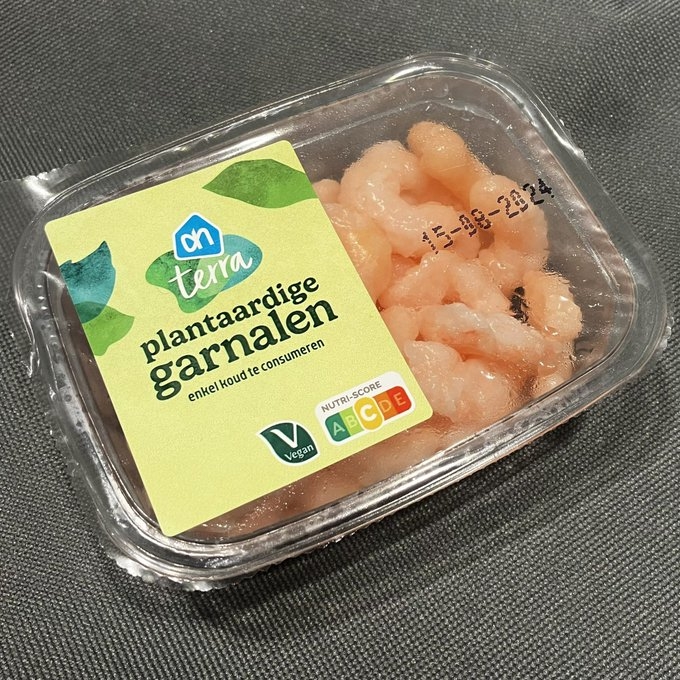 ah
terra
plantaardige
garnalen
enkel koud te consumeren
V
Vegan
NUTRI-SCORE
A B C D E
15-08-2024